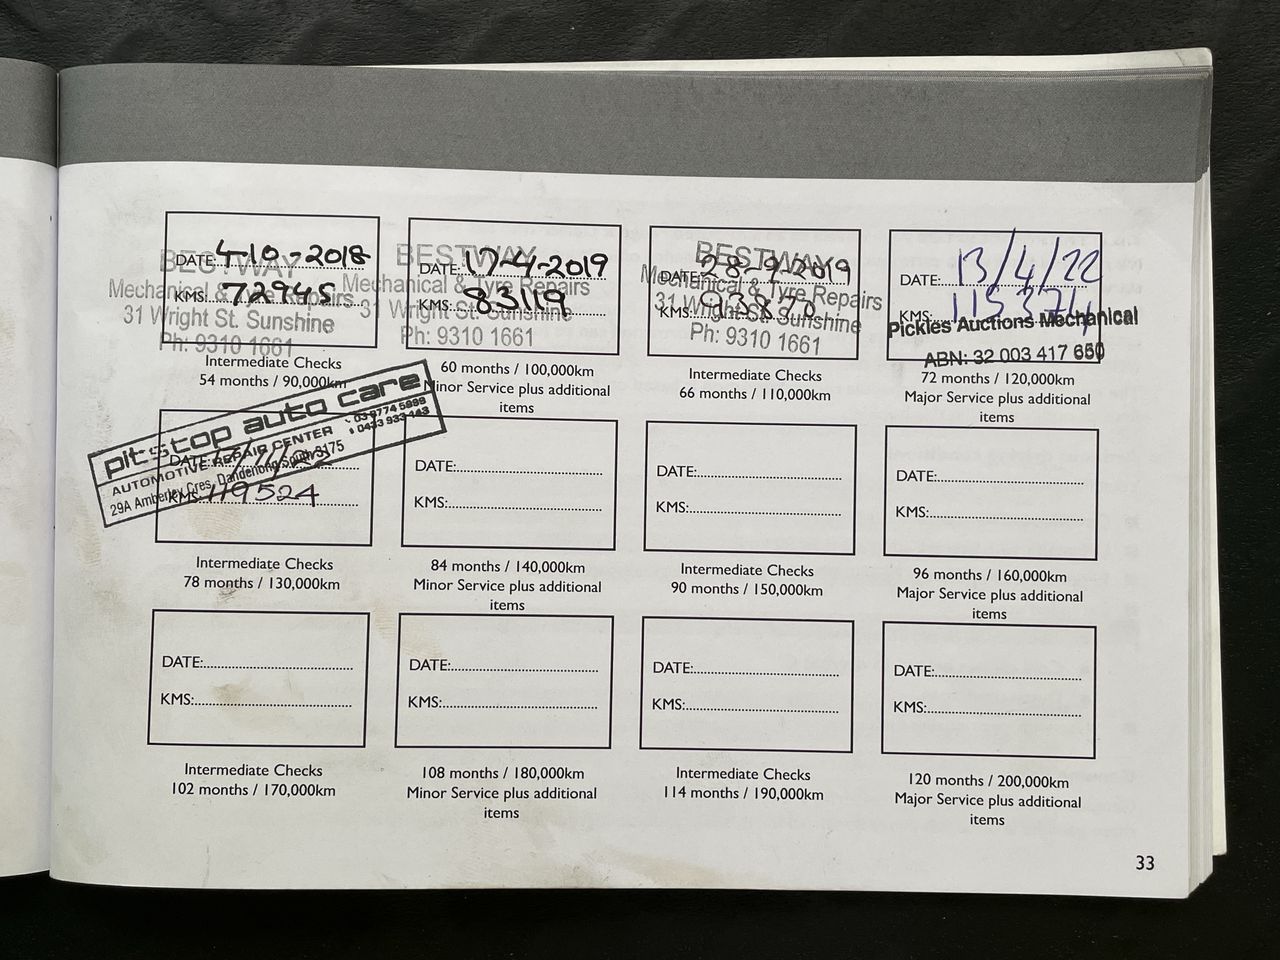 DATE: 4-10-2018
KMS: 72945
BESTWAY
Mechanical & Tyre Repairs
31 Wright St. Sunshine
Ph: 9310 1661
Intermediate Checks
54 months / 90,000km
DATE: 17-4-2019
KMS: 83119
BESTWAY
Mechanical & Tyre Repairs
31 Wright St. Sunshine
Ph: 9310 1661
60 months / 100,000km
Minor Service plus additional
items
DATE: 28-9-2019
KMS: 93870
BESTWAY
Mechanical & Tyre Repairs
31 Wright St. Sunshine
Ph: 9310 1661
Intermediate Checks
66 months / 110,000km
DATE: 13/4/22
KMS: 115374
Pickles Auctions Mechanical
ABN: 32 003 417 650
72 months / 120,000km
Major Service plus additional
items
pitstop auto care
AUTOMOTIVE REPAIR CENTER
29A Amberley Cres, Dandenong South 3175
DATE:
KMS: 119524
Intermediate Checks
78 months / 130,000km
DATE:
KMS:
84 months / 140,000km
Minor Service plus additional
items
DATE:
KMS:
Intermediate Checks
90 months / 150,000km
DATE:
KMS:
96 months / 160,000km
Major Service plus additional
items
DATE:
KMS:
Intermediate Checks
102 months / 170,000km
DATE:
KMS:
108 months / 180,000km
Minor Service plus additional
items
DATE:
KMS:
Intermediate Checks
114 months / 190,000km
DATE:
KMS:
120 months / 200,000km
Major Service plus additional
items
33